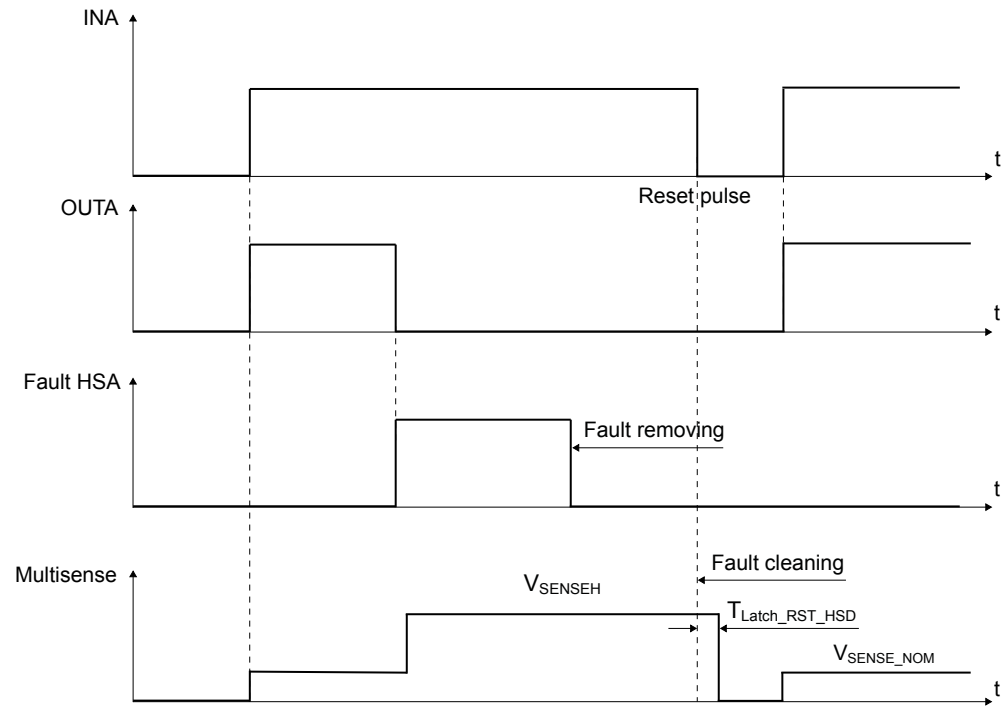 INA
t
Reset pulse
OUTA
t
Fault HSA
Fault removing
t
Multisense
Fault cleaning
VSENSEH
TLatch_RST_HSD
VSENSE_NOM
t